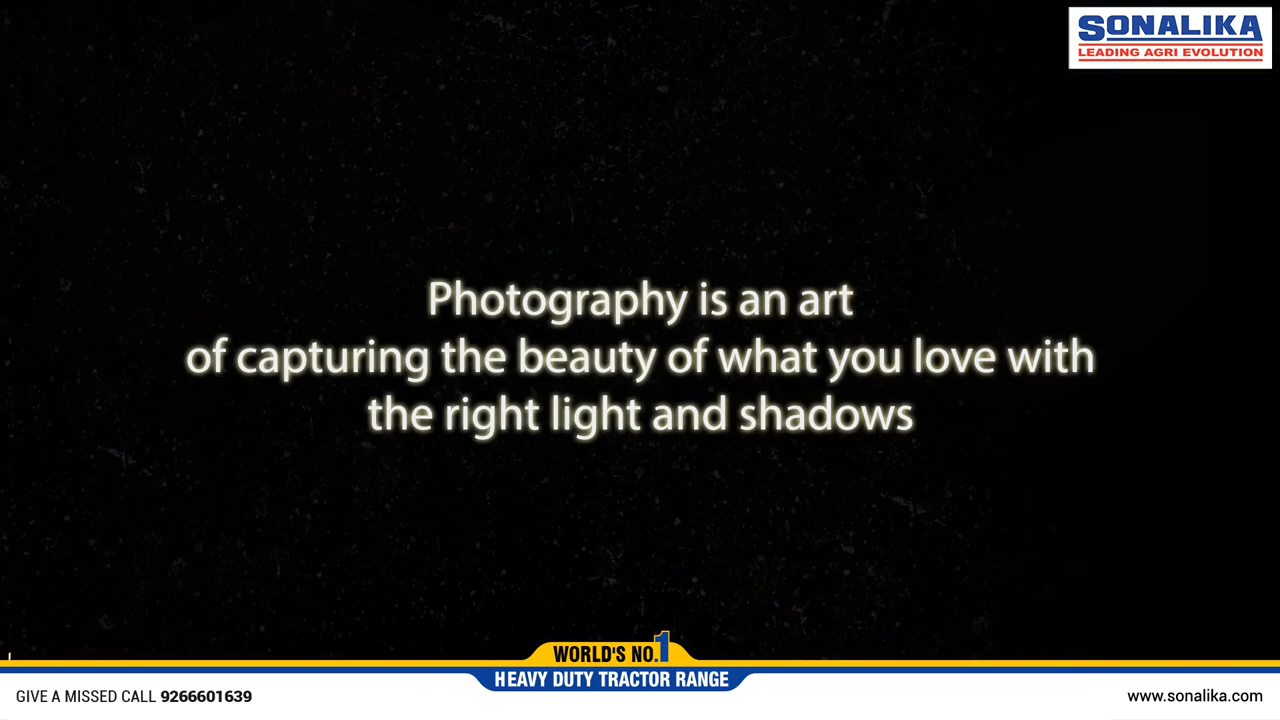 SONALIKA
LEADING AGRI EVOLUTION
Photography is an art
of capturing the beauty of what you love with
the right light and shadows
WORLD'S NO.1
HEAVY DUTY TRACTOR RANGE
GIVE A MISSED CALL 9266601639
www.sonalika.com